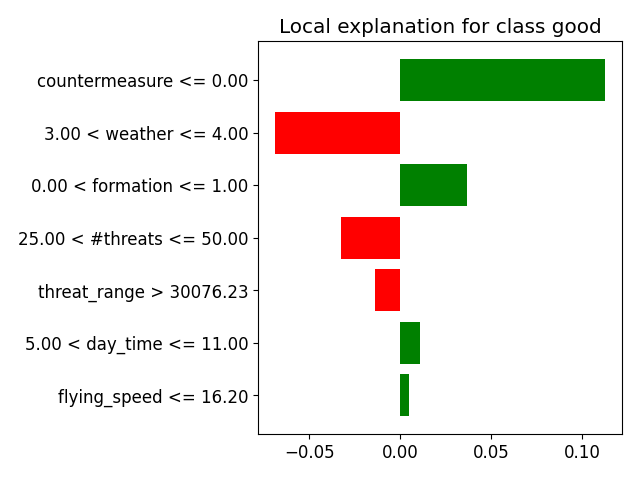 Local explanation for class good
countermeasure <= 0.00
3.00 < weather <= 4.00
0.00 < formation <= 1.00
25.00 < #threats <= 50.00
threat_range > 30076.23
5.00 < day_time <= 11.00
flying_speed <= 16.20
−0.05 0.00 0.05 0.10